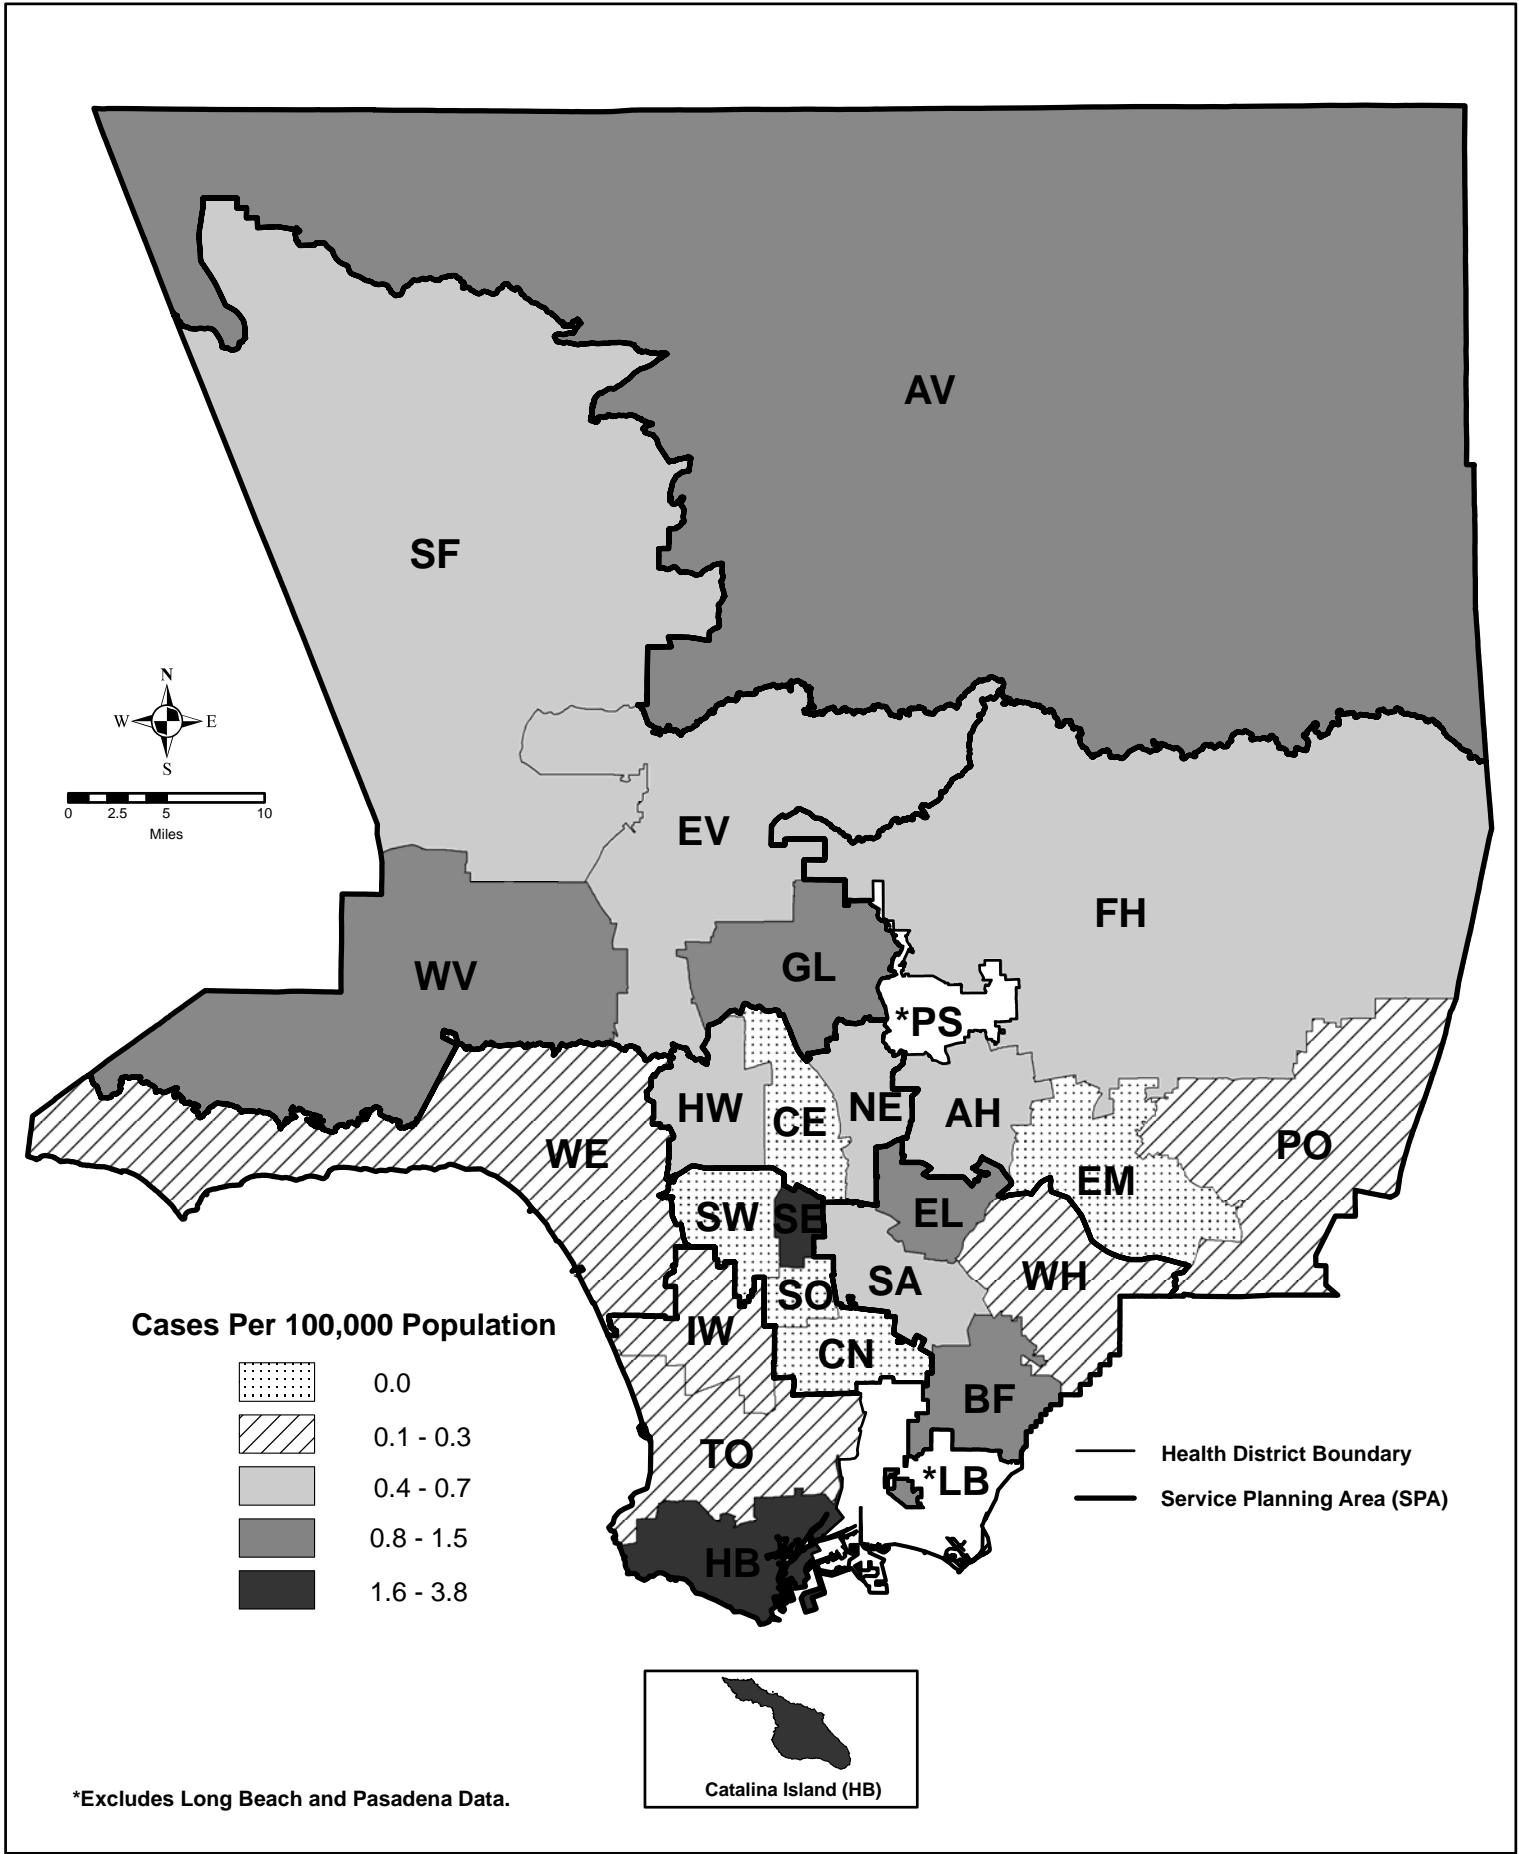 AV
SF
N
W E
S
0 2.5 5 10
Miles
EV
FH
WV
GL
*PS
HW
CE
NE
AH
WE
PO
EM
SW
SE
EL
SA
WH
SO
IW
CN
BF
TO
*LB
HB
Cases Per 100,000 Population
0.0
0.1 - 0.3
0.4 - 0.7
0.8 - 1.5
1.6 - 3.8
Health District Boundary
Service Planning Area (SPA)
Catalina Island (HB)
*Excludes Long Beach and Pasadena Data.